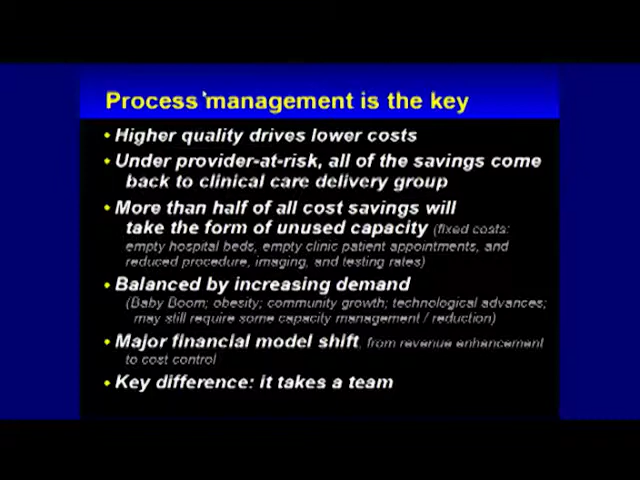 Process management is the key
• Higher quality drives lower costs
• Under provider-at-risk, all of the savings come
back to clinical care delivery group
• More than half of all cost savings will
take the form of unused capacity (fixed costs:
empty hospital beds, empty clinic patient appointments, and
reduced procedure, imaging, and testing rates)
• Balanced by increasing demand
(Baby Boom; obesity; community growth; technological advances;
may still require some capacity management / reduction)
• Major financial model shift, from revenue enhancement
to cost control
• Key difference: it takes a team